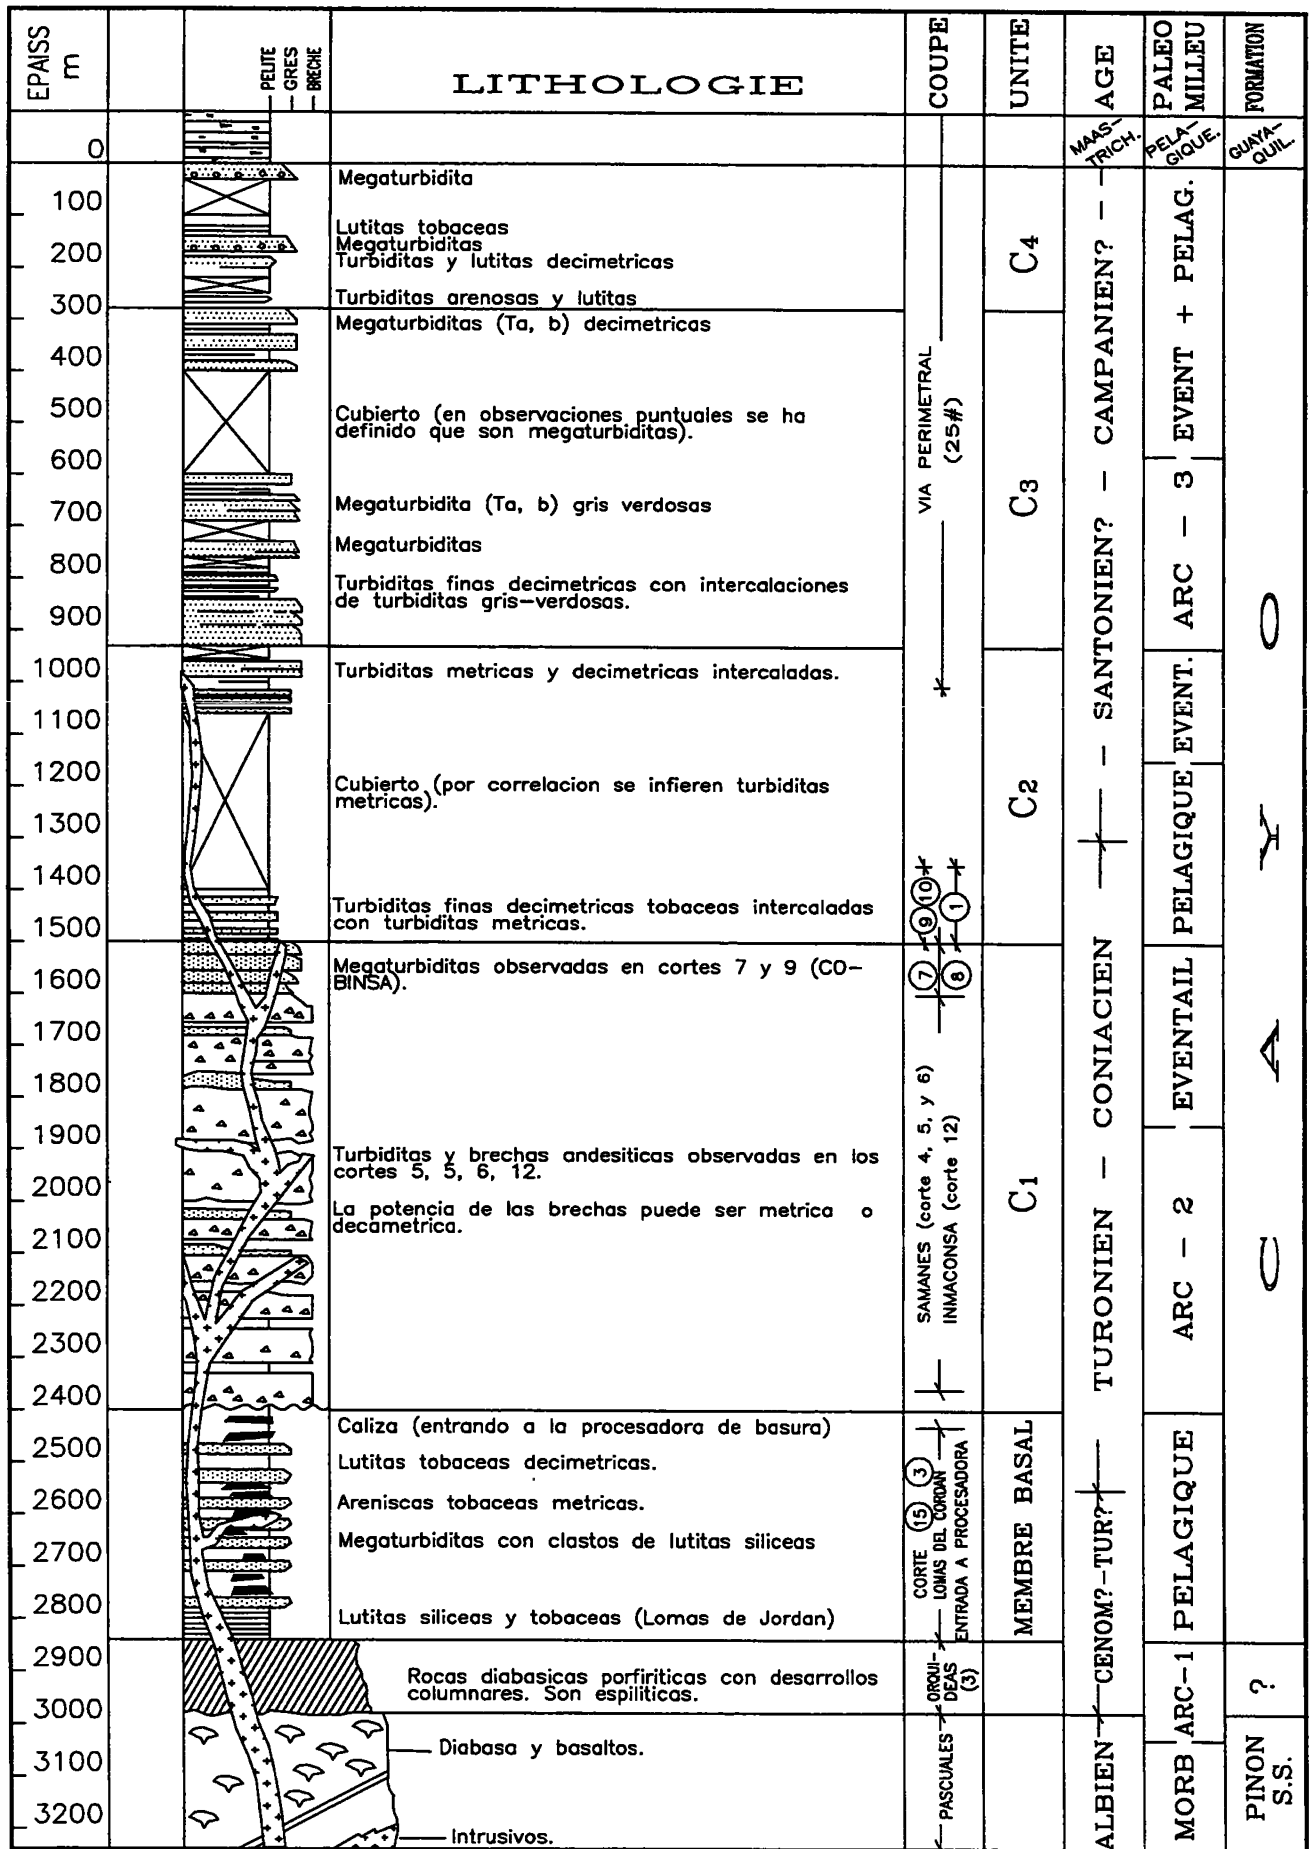 EPAISS
m
PELITE
GRES
BRECHE
LITHOLOGIE
COUPE
UNITE
AGE
PALEO
MILLEU
FORMATION
MAAS-
TRICH.
PELA-
GIQUE.
GUAYA-
QUIL.
0
100
200
300
400
500
600
700
800
900
1000
1100
1200
1300
1400
1500
1600
1700
1800
1900
2000
2100
2200
2300
2400
2500
2600
2700
2800
2900
3000
3100
3200
Megaturbidita
Lutitas tobaceas
Megaturbiditas
Turbiditas y lutitas decimetricas
Turbiditas arenosas y lutitas
Megaturbiditas (Ta, b) decimetricas
Cubierto (en observaciones puntuales se ha
definido que son megaturbiditas).
Megaturbidita (Ta, b) gris verdosas
Megaturbiditas
Turbiditas finas decimetricas con intercalaciones
de turbiditas gris-verdosas.
Turbiditas metricas y decimetricas intercaladas.
Cubierto (por correlacion se infieren turbiditas
metricas).
Turbiditas finas decimetricas tobaceas intercaladas
con turbiditas metricas.
Megaturbiditas observadas en cortes 7 y 9 (CO-
BINSA).
Turbiditas y brechas andesiticas observadas en los
cortes 5, 5, 6, 12.
La potencia de las brechas puede ser metrica o
decametrica.
Caliza (entrando a la procesadora de basura)
Lutitas tobaceas decimetricas.
Areniscas tobaceas metricas.
Megaturbiditas con clastos de lutitas siliceas
Lutitas siliceas y tobaceas (Lomas de Jordan)
Rocas diabasicas porfiriticas con desarrollos
columnares. Son espiliticas.
Diabasa y basaltos.
Intrusivos.
VIA PERIMETRAL
(25#)
9 10
1
7
8
SAMANES (corte 4, 5, y 6)
INMACONSA (corte 12)
CORTE 15 3
LOMAS DEL CORDAN
ENTRADA A PROCESADORA
ORQUI-
DEAS
(3)
PASCUALES
C4
C3
C2
C1
MEMBRE BASAL
SANTONIEN? - CAMPANIEN? -
TURONIEN - CONIACIEN
CENOM?-TUR?
ALBIEN
EVENT + PELAG.
ARC - 3
EVENT.
PELAGIQUE
EVENTAIL
ARC - 2
PELAGIQUE
ARC-1
MORB
CAYO
?
PINON
S.S.